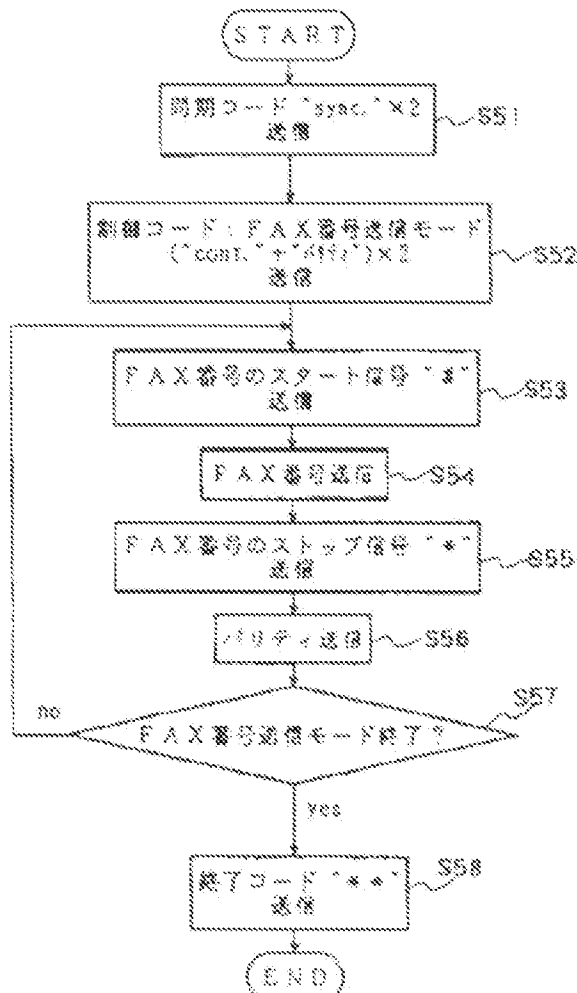 START
同期コード "sync." ×2
送信
S51
制御コード：FAX番号送信モード
("cont."+"パリティ")×2
送信
S52
FAX番号のスタート信号 "#"
送信
S53
FAX番号送信
S54
FAX番号のストップ信号 "*"
送信
S55
パリティ送信
S56
no
S57
FAX番号送信モード終了？
yes
終了コード "**"
送信
S58
END